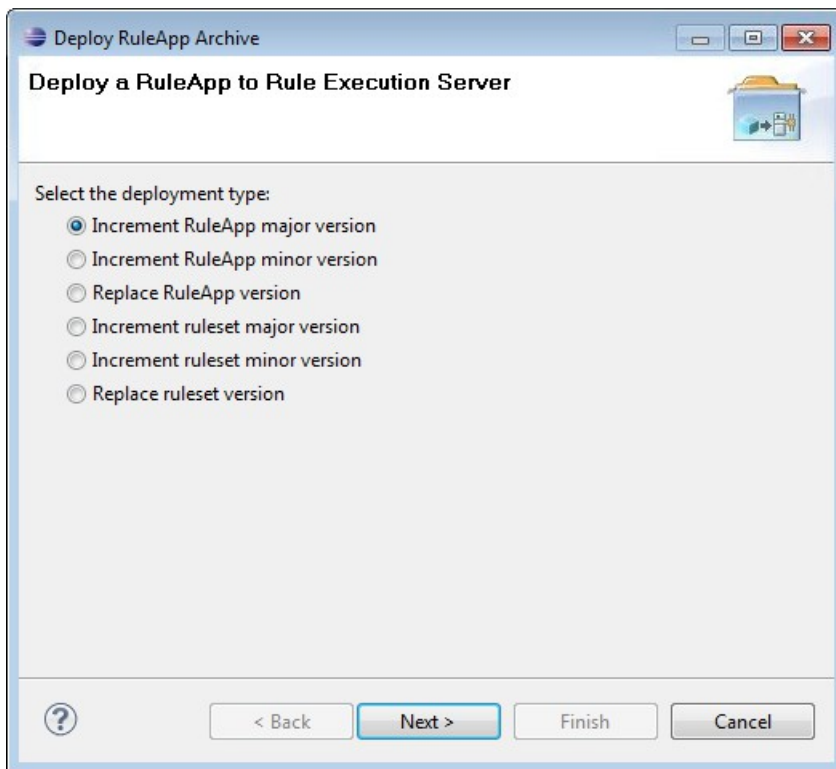 Deploy RuleApp Archive
Deploy a RuleApp to Rule Execution Server
Select the deployment type:
Increment RuleApp major version
Increment RuleApp minor version
Replace RuleApp version
Increment ruleset major version
Increment ruleset minor version
Replace ruleset version
? < Back Next > Finish Cancel